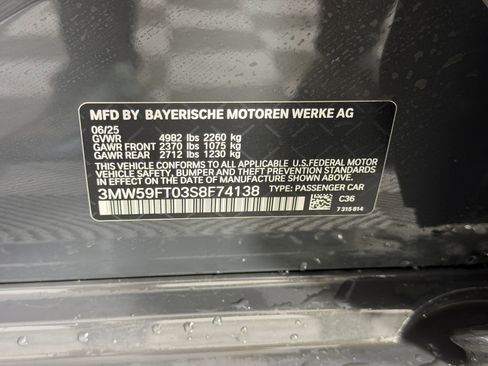 MFD BY BAYERISCHE MOTOREN WERKE AG
06/25
GVWR 4982 lbs 2260 kg
GAWR FRONT 2370 lbs 1075 kg
GAWR REAR 2712 lbs 1230 kg
THIS VEHICLE CONFORMS TO ALL APPLICABLE U.S.FEDERAL MOTOR
VEHICLE SAFETY, BUMPER, AND THEFT PREVENTION STANDARDS
IN EFFECT ON THE DATE OF MANUFACTURE SHOWN ABOVE.
3MW59FT03S8F74138 TYPE: PASSENGER CAR
C36
7 315 814